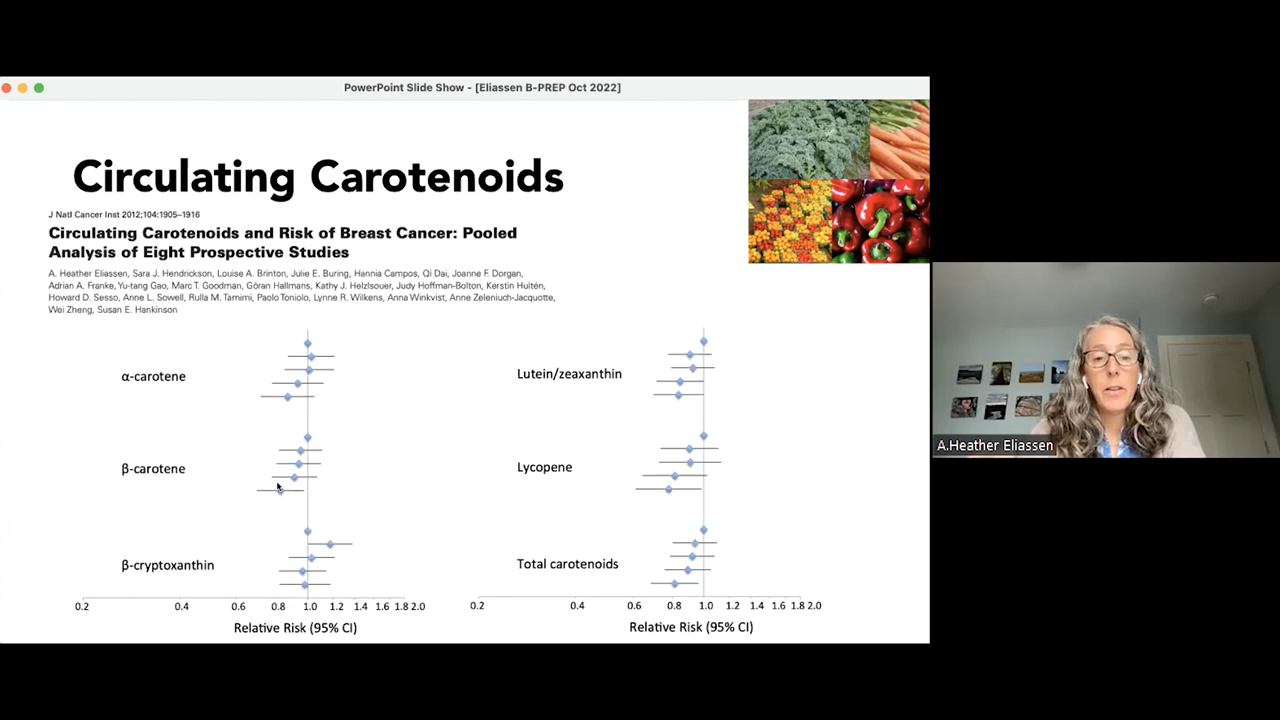 PowerPoint Slide Show - [Eliassen B-PREP Oct 2022]
Circulating Carotenoids
J Natl Cancer Inst 2012;104:1905–1916
Circulating Carotenoids and Risk of Breast Cancer: Pooled
Analysis of Eight Prospective Studies
A. Heather Eliassen, Sara J. Hendrickson, Louise A. Brinton, Julie E. Buring, Hannia Campos, Qi Dai, Joanne F. Dorgan,
Adrian A. Franke, Yu-tang Gao, Marc T. Goodman, Göran Hallmans, Kathy J. Helzlsouer, Judy Hoffman-Bolton, Kerstin Hultén,
Howard D. Sesso, Anne L. Sowell, Rulla M. Tamimi, Paolo Toniolo, Lynne R. Wilkens, Anna Winkvist, Anne Zeleniuch-Jacquotte,
Wei Zheng, Susan E. Hankinson
α-carotene
β-carotene
β-cryptoxanthin
0.2 0.4 0.6 0.8 1.0 1.2 1.4 1.6 1.8 2.0
Relative Risk (95% CI)
Lutein/zeaxanthin
Lycopene
Total carotenoids
0.2 0.4 0.6 0.8 1.0 1.2 1.4 1.6 1.8 2.0
Relative Risk (95% CI)
A.Heather Eliassen